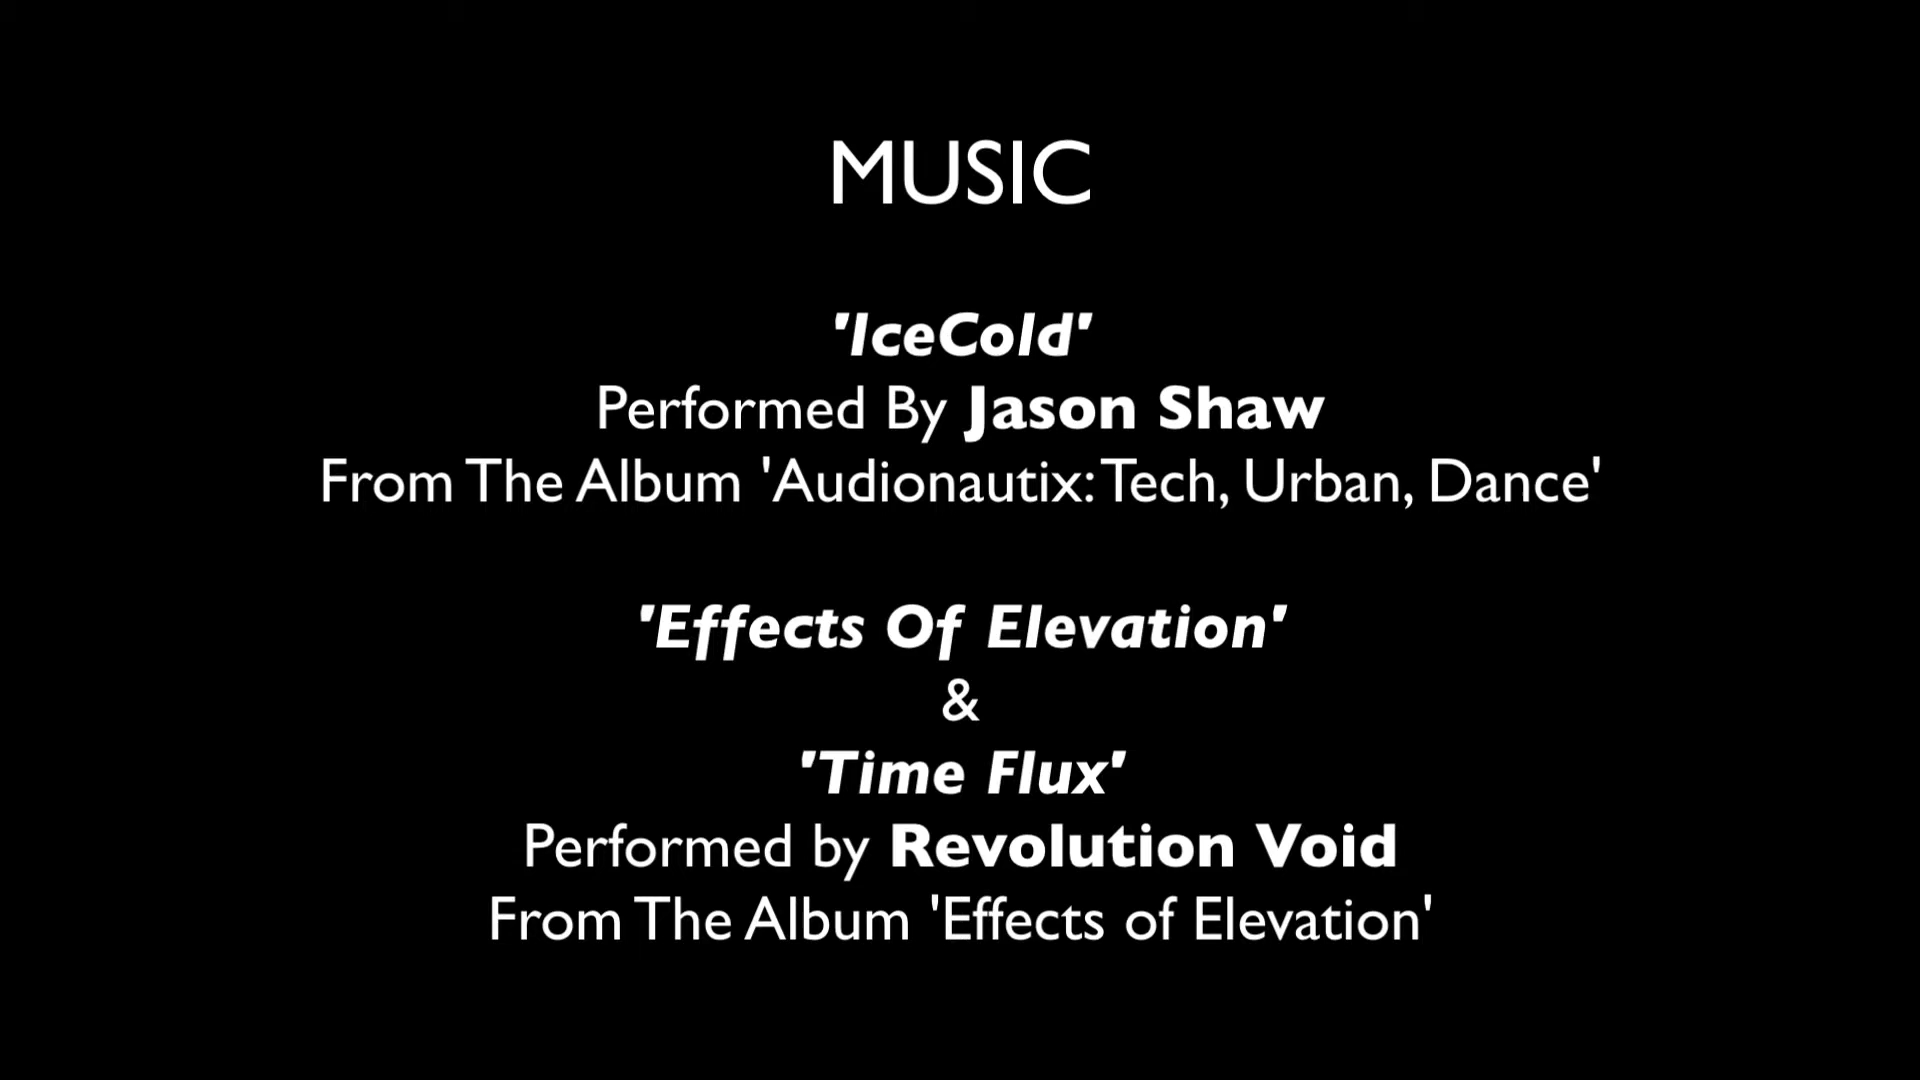 MUSIC
'IceCold'
Performed By Jason Shaw
From The Album 'Audionautix: Tech, Urban, Dance'
'Effects Of Elevation'
&
'Time Flux'
Performed by Revolution Void
From The Album 'Effects of Elevation'